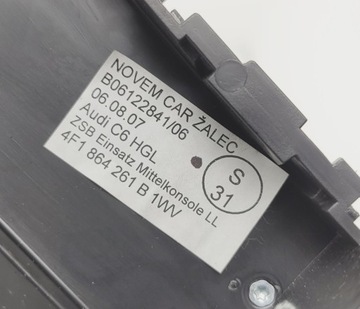 NOVEM CAR ŽALEC
B06122841/06
06.08.07
Audi C6 HGL
ZSB Einsatz Mittelkonsole LL
4F1 864 261 B 1WV
S
31